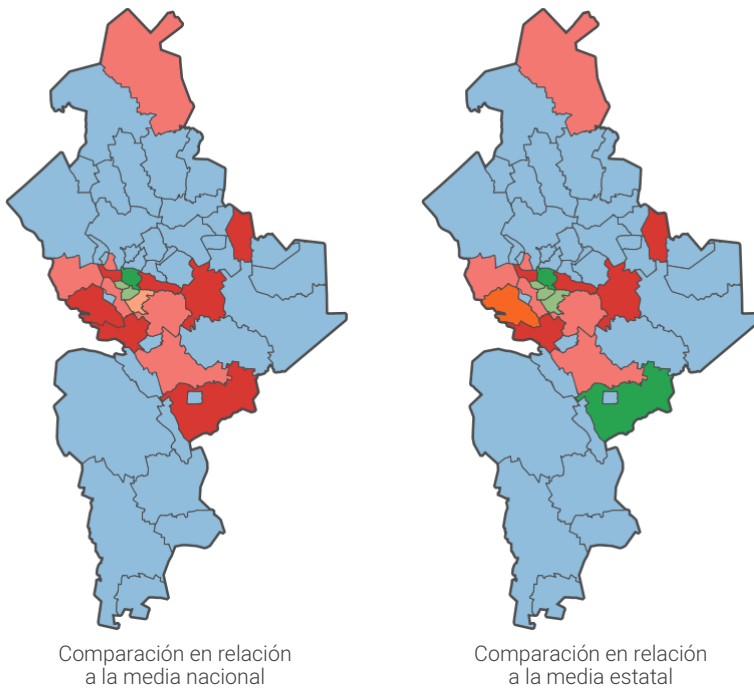 Comparación en relación
a la media nacional
Comparación en relación
a la media estatal